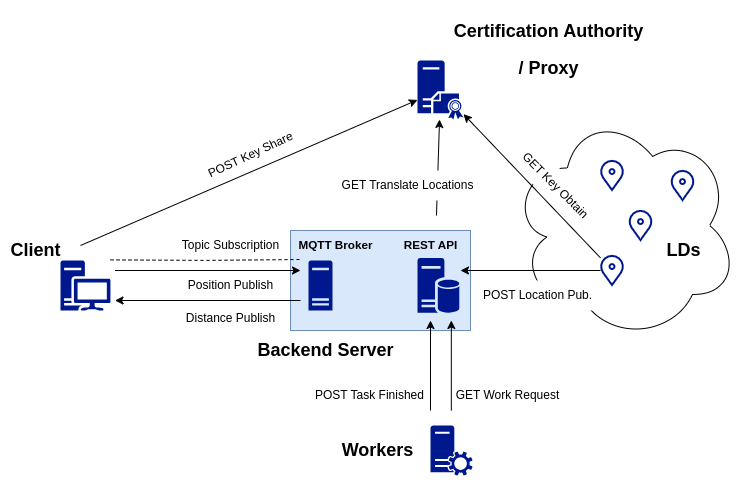 Certification Authority
/ Proxy
POST Key Share
GET Key Obtain
GET Translate Locations
Client
Topic Subscription
MQTT Broker
REST API
LDs
Position Publish
POST Location Pub.
Distance Publish
Backend Server
POST Task Finished
GET Work Request
Workers